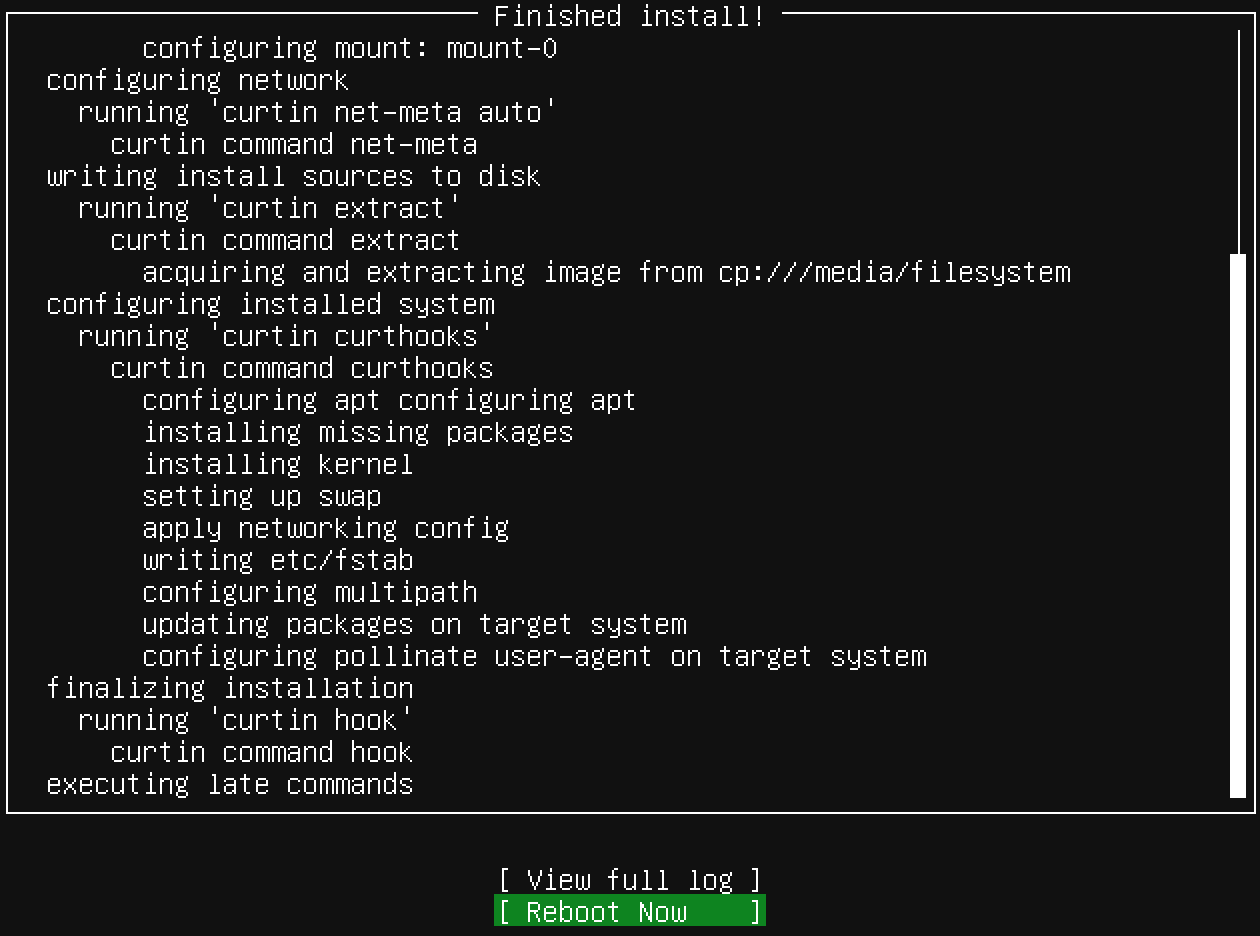 Finished install!
configuring mount: mount-0
configuring network
running 'curtin net-meta auto'
curtin command net-meta
writing install sources to disk
running 'curtin extract'
curtin command extract
acquiring and extracting image from cp:///media/filesystem
configuring installed system
running 'curtin curthooks'
curtin command curthooks
configuring apt configuring apt
installing missing packages
installing kernel
setting up swap
apply networking config
writing etc/fstab
configuring multipath
updating packages on target system
configuring pollinate user-agent on target system
finalizing installation
running 'curtin hook'
curtin command hook
executing late commands
[ View full log ]
[ Reboot Now ]